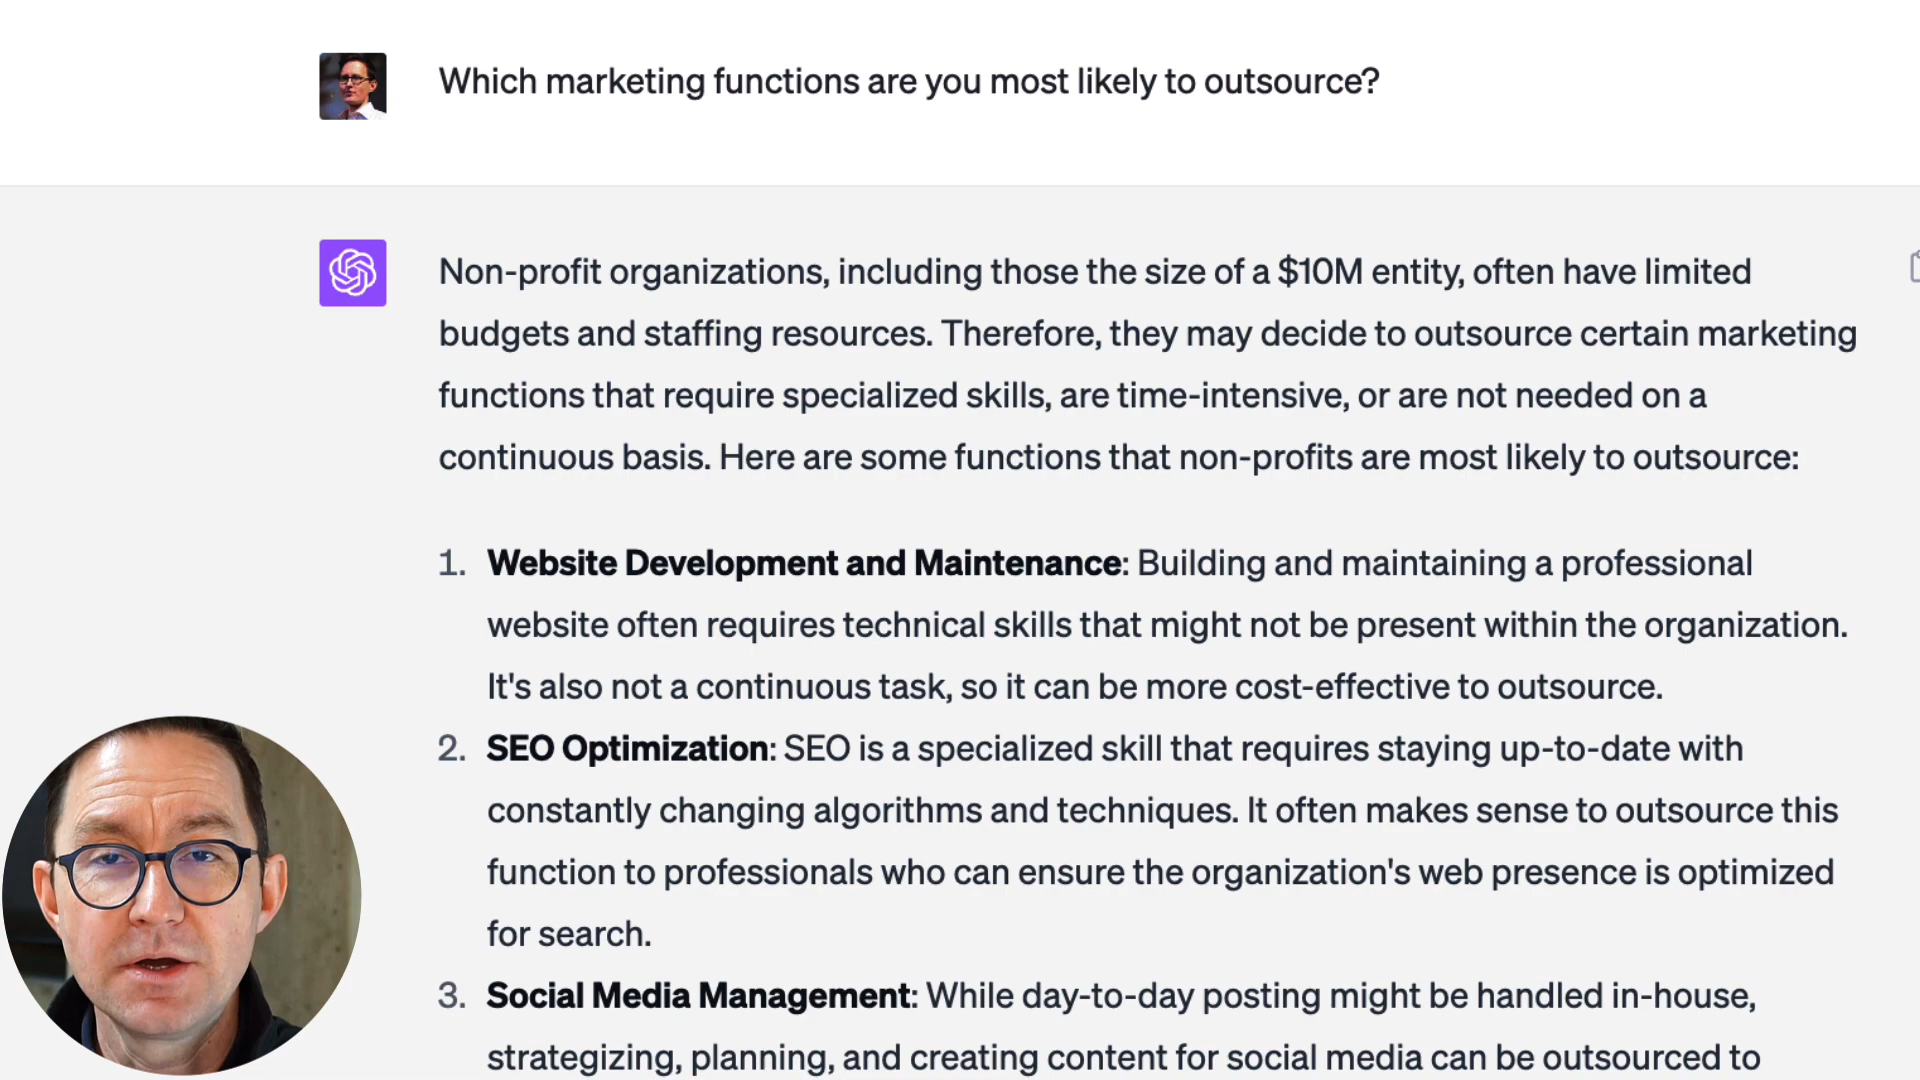 Which marketing functions are you most likely to outsource?
Non-profit organizations, including those the size of a $10M entity, often have limited
budgets and staffing resources. Therefore, they may decide to outsource certain marketing
functions that require specialized skills, are time-intensive, or are not needed on a
continuous basis. Here are some functions that non-profits are most likely to outsource:
1. Website Development and Maintenance: Building and maintaining a professional
website often requires technical skills that might not be present within the organization.
It's also not a continuous task, so it can be more cost-effective to outsource.
2. SEO Optimization: SEO is a specialized skill that requires staying up-to-date with
constantly changing algorithms and techniques. It often makes sense to outsource this
function to professionals who can ensure the organization's web presence is optimized
for search.
3. Social Media Management: While day-to-day posting might be handled in-house,
strategizing, planning, and creating content for social media can be outsourced to